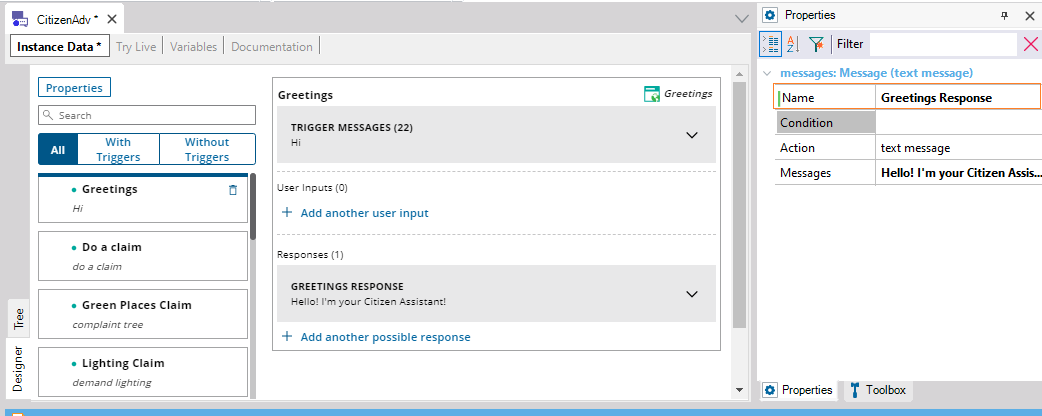 CitizenAdv *
Instance Data *
Try Live
Variables
Documentation
Properties
Search
All
With
Triggers
Without
Triggers
Greetings
Hi
Do a claim
do a claim
Green Places Claim
complaint tree
Lighting Claim
demand lighting
Tree
Designer
Greetings
Greetings
TRIGGER MESSAGES (22)
Hi
User Inputs (0)
+ Add another user input
Responses (1)
GREETINGS RESPONSE
Hello! I'm your Citizen Assistant!
+ Add another possible response
Properties
Filter
messages: Message (text message)
Name Greetings Response
Condition
Action text message
Messages Hello! I'm your Citizen Assis...
Properties
Toolbox